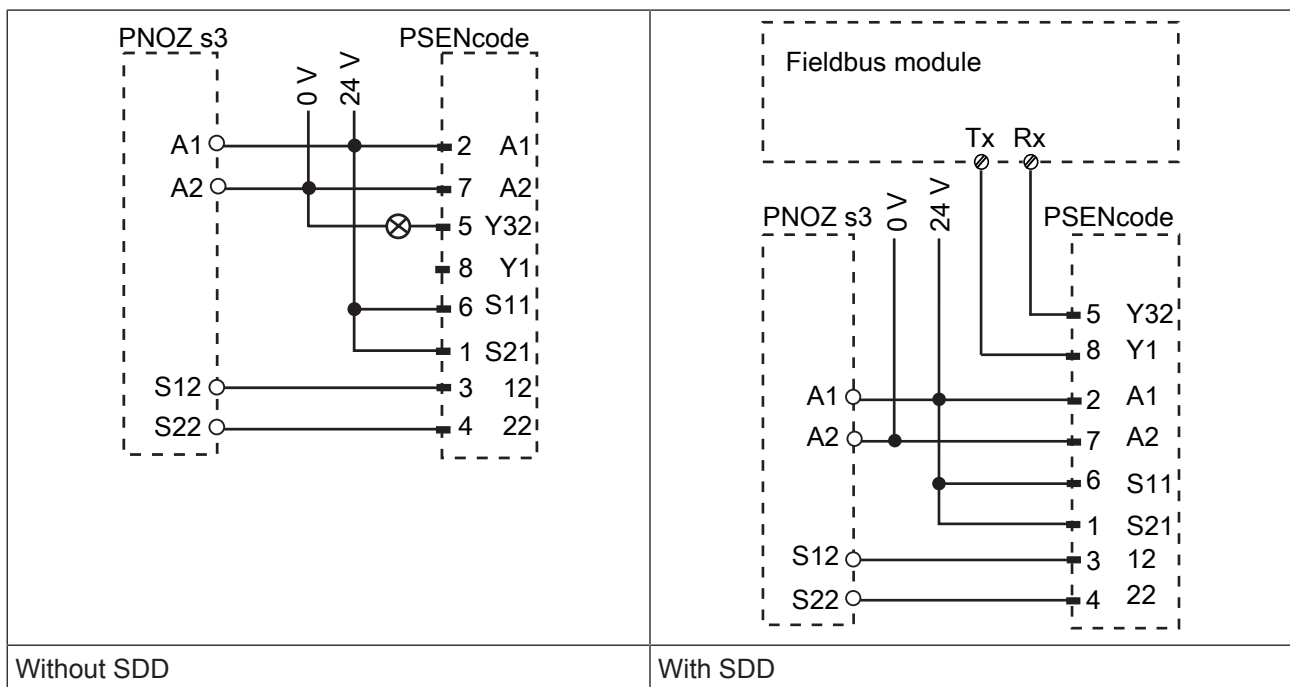 PNOZ s3 PSENcode
0 V
24 V
A1 2 A1
A2 7 A2
5 Y32
8 Y1
6 S11
1 S21
S12 3 12
S22 4 22
Without SDD
Fieldbus module
Tx Rx
PNOZ s3 PSENcode
0 V
24 V
5 Y32
8 Y1
A1 2 A1
A2 7 A2
6 S11
1 S21
S12 3 12
S22 4 22
With SDD